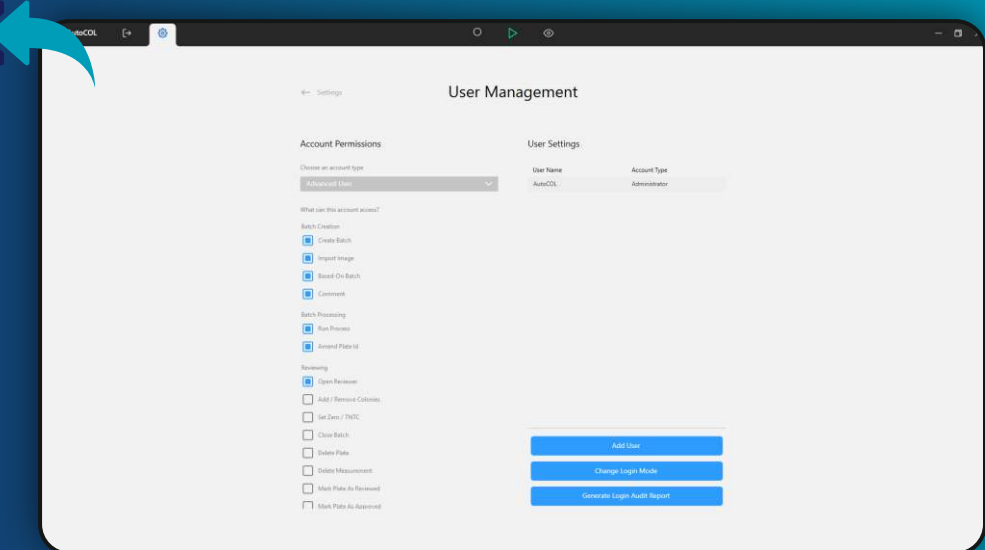 AutoCOL
← Settings
User Management
Account Permissions
Choose an account type
Advanced User
What can this account access?
Batch Creation
Create Batch
Import Image
Based On Batch
Comment
Batch Processing
Run Process
Amend Plate Id
Reviewing
Open Reviewer
Add / Remove Colonies
Set Zero / TNTC
Close Batch
Delete Plate
Delete Measurement
Mark Plate As Reviewed
Mark Plate As Approved
User Settings
User Name Account Type
AutoCOL Administrator
Add User
Change Login Mode
Generate Login Audit Report